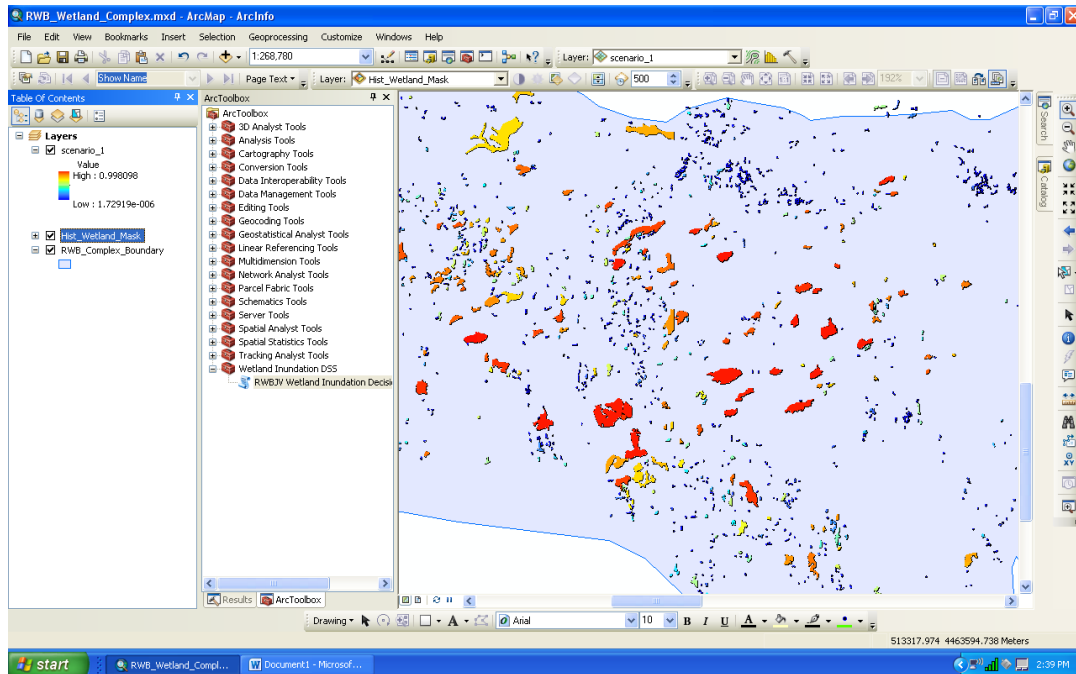 RWB_Wetland_Complex.mxd - ArcMap - ArcInfo
File Edit View Bookmarks Insert Selection Geoprocessing Customize Windows Help
1:268,780 Layer: scenario_1
Show Name Page Text Layer: Hist_Wetland_Mask 500 192%
Table Of Contents
Layers
scenario_1
Value
High : 0.998098
Low : 1.72919e-006
Hist_Wetland_Mask
RWB_Complex_Boundary
ArcToolbox
ArcToolbox
3D Analyst Tools
Analysis Tools
Cartography Tools
Conversion Tools
Data Interoperability Tools
Data Management Tools
Editing Tools
Geocoding Tools
Geostatistical Analyst Tools
Linear Referencing Tools
Multidimension Tools
Network Analyst Tools
Parcel Fabric Tools
Schematics Tools
Server Tools
Spatial Analyst Tools
Spatial Statistics Tools
Tracking Analyst Tools
Wetland Inundation DSS
RWBJV Wetland Inundation Decisi
Results ArcToolbox
Search
Catalog
XY
Drawing A Arial 10 B I U A
513317.974 4463594.738 Meters
start RWB_Wetland_Compl... Document1 - Microsof... 2:39 PM